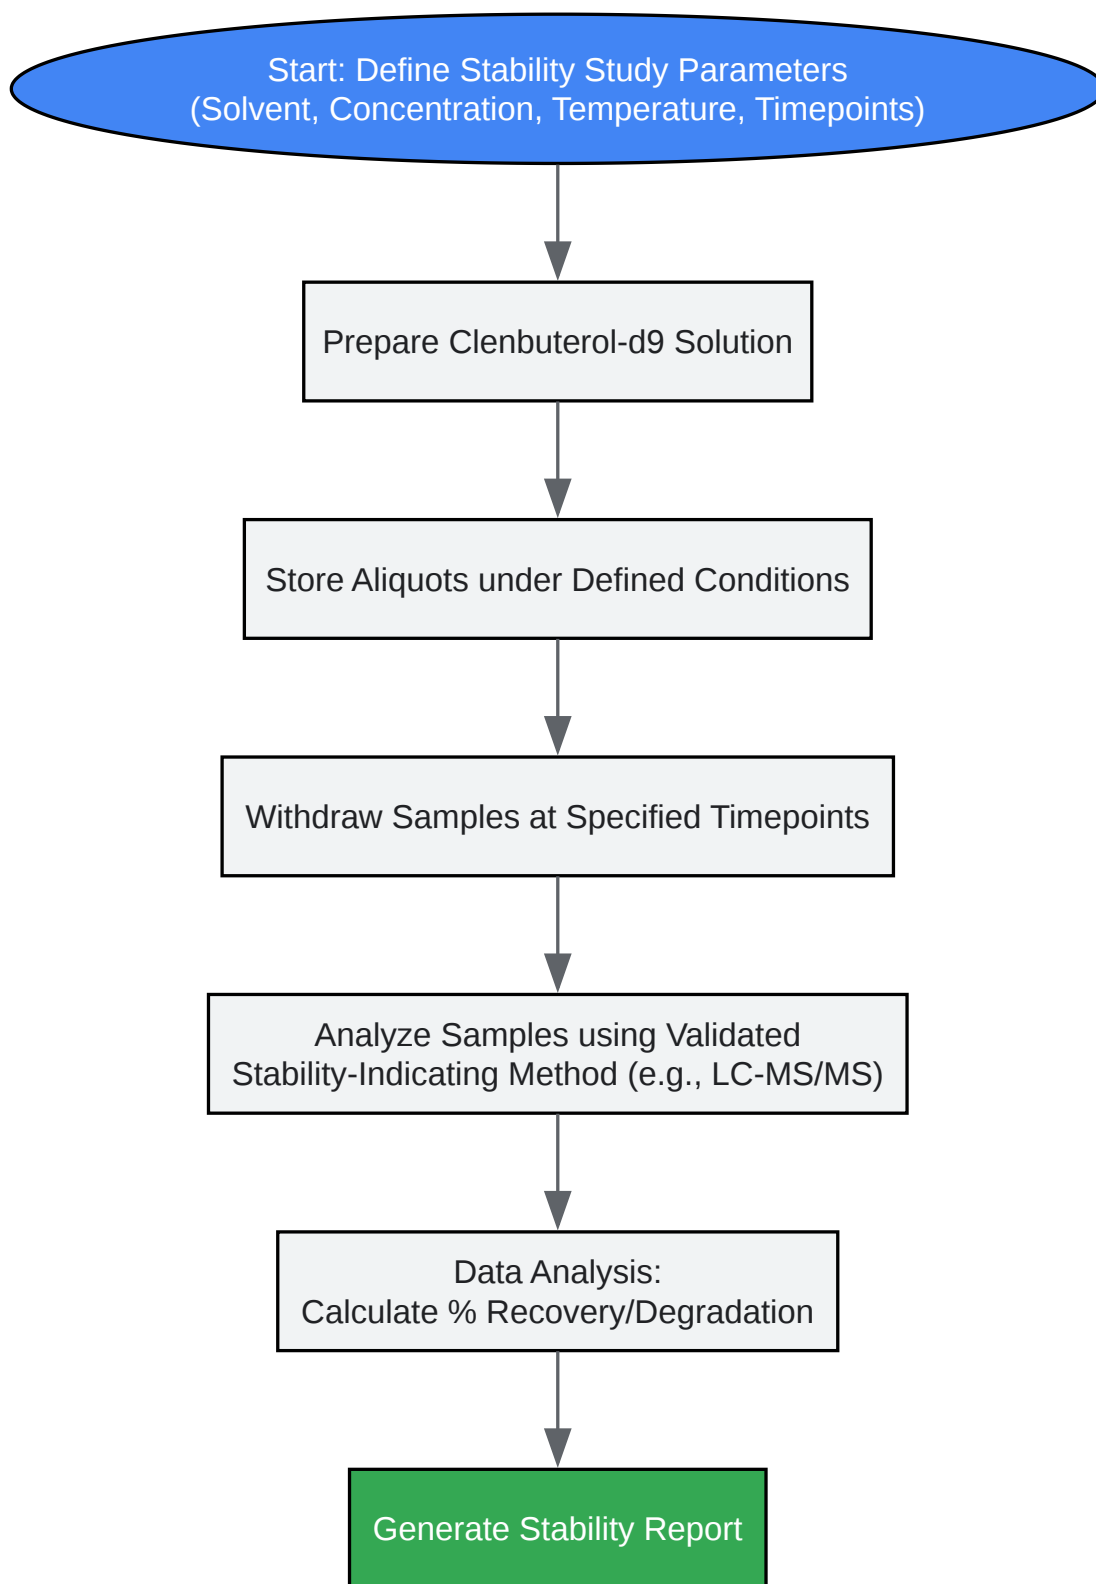 Start: Define Stability Study Parameters
(Solvent, Concentration, Temperature, Timepoints)
Prepare Clenbuterol-d9 Solution
Store Aliquots under Defined Conditions
Withdraw Samples at Specified Timepoints
Analyze Samples using Validated
Stability-Indicating Method (e.g., LC-MS/MS)
Data Analysis:
Calculate % Recovery/Degradation
Generate Stability Report